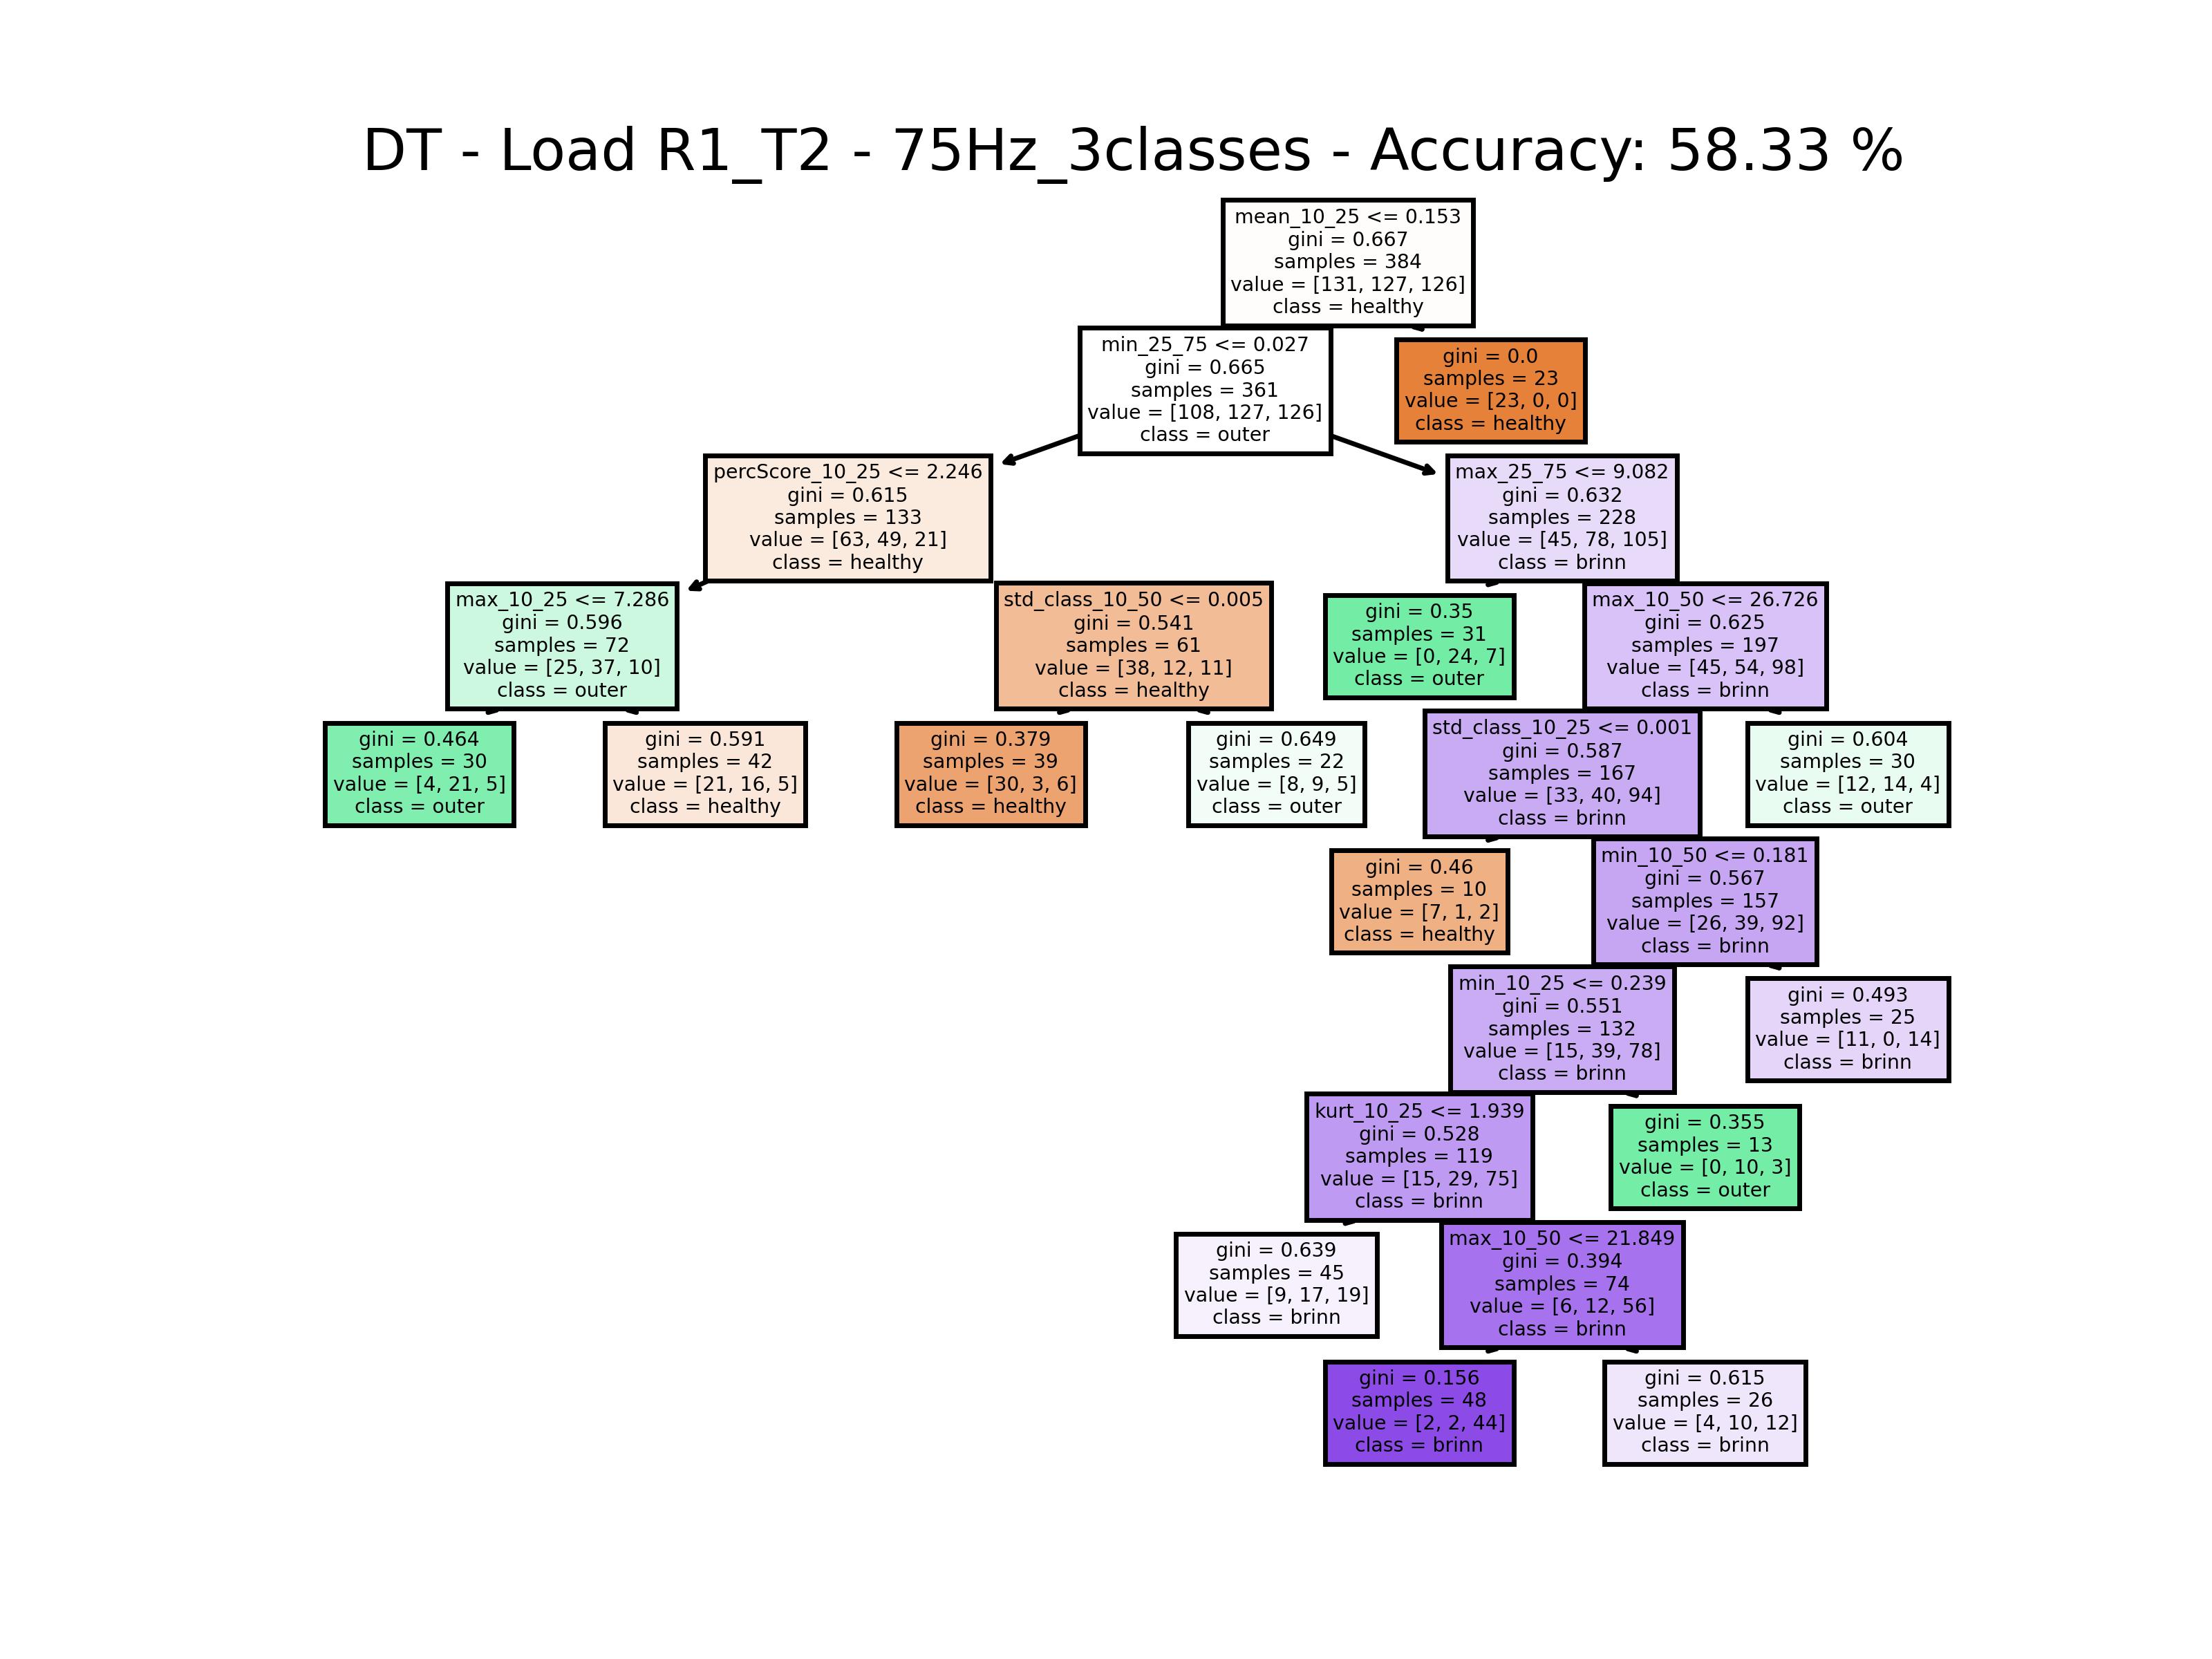 DT - Load R1_T2 - 75Hz_3classes - Accuracy: 58.33 %
mean_10_25 <= 0.153
gini = 0.667
samples = 384
value = [131, 127, 126]
class = healthy
min_25_75 <= 0.027
gini = 0.665
samples = 361
value = [108, 127, 126]
class = outer
gini = 0.0
samples = 23
value = [23, 0, 0]
class = healthy
percScore_10_25 <= 2.246
gini = 0.615
samples = 133
value = [63, 49, 21]
class = healthy
max_25_75 <= 9.082
gini = 0.632
samples = 228
value = [45, 78, 105]
class = brinn
max_10_25 <= 7.286
gini = 0.596
samples = 72
value = [25, 37, 10]
class = outer
std_class_10_50 <= 0.005
gini = 0.541
samples = 61
value = [38, 12, 11]
class = healthy
gini = 0.35
samples = 31
value = [0, 24, 7]
class = outer
max_10_50 <= 26.726
gini = 0.625
samples = 197
value = [45, 54, 98]
class = brinn
gini = 0.464
samples = 30
value = [4, 21, 5]
class = outer
gini = 0.591
samples = 42
value = [21, 16, 5]
class = healthy
gini = 0.379
samples = 39
value = [30, 3, 6]
class = healthy
gini = 0.649
samples = 22
value = [8, 9, 5]
class = outer
std_class_10_25 <= 0.001
gini = 0.587
samples = 167
value = [33, 40, 94]
class = brinn
gini = 0.604
samples = 30
value = [12, 14, 4]
class = outer
gini = 0.46
samples = 10
value = [7, 1, 2]
class = healthy
min_10_50 <= 0.181
gini = 0.567
samples = 157
value = [26, 39, 92]
class = brinn
min_10_25 <= 0.239
gini = 0.551
samples = 132
value = [15, 39, 78]
class = brinn
gini = 0.493
samples = 25
value = [11, 0, 14]
class = brinn
kurt_10_25 <= 1.939
gini = 0.528
samples = 119
value = [15, 29, 75]
class = brinn
gini = 0.355
samples = 13
value = [0, 10, 3]
class = outer
gini = 0.639
samples = 45
value = [9, 17, 19]
class = brinn
max_10_50 <= 21.849
gini = 0.394
samples = 74
value = [6, 12, 56]
class = brinn
gini = 0.156
samples = 48
value = [2, 2, 44]
class = brinn
gini = 0.615
samples = 26
value = [4, 10, 12]
class = brinn